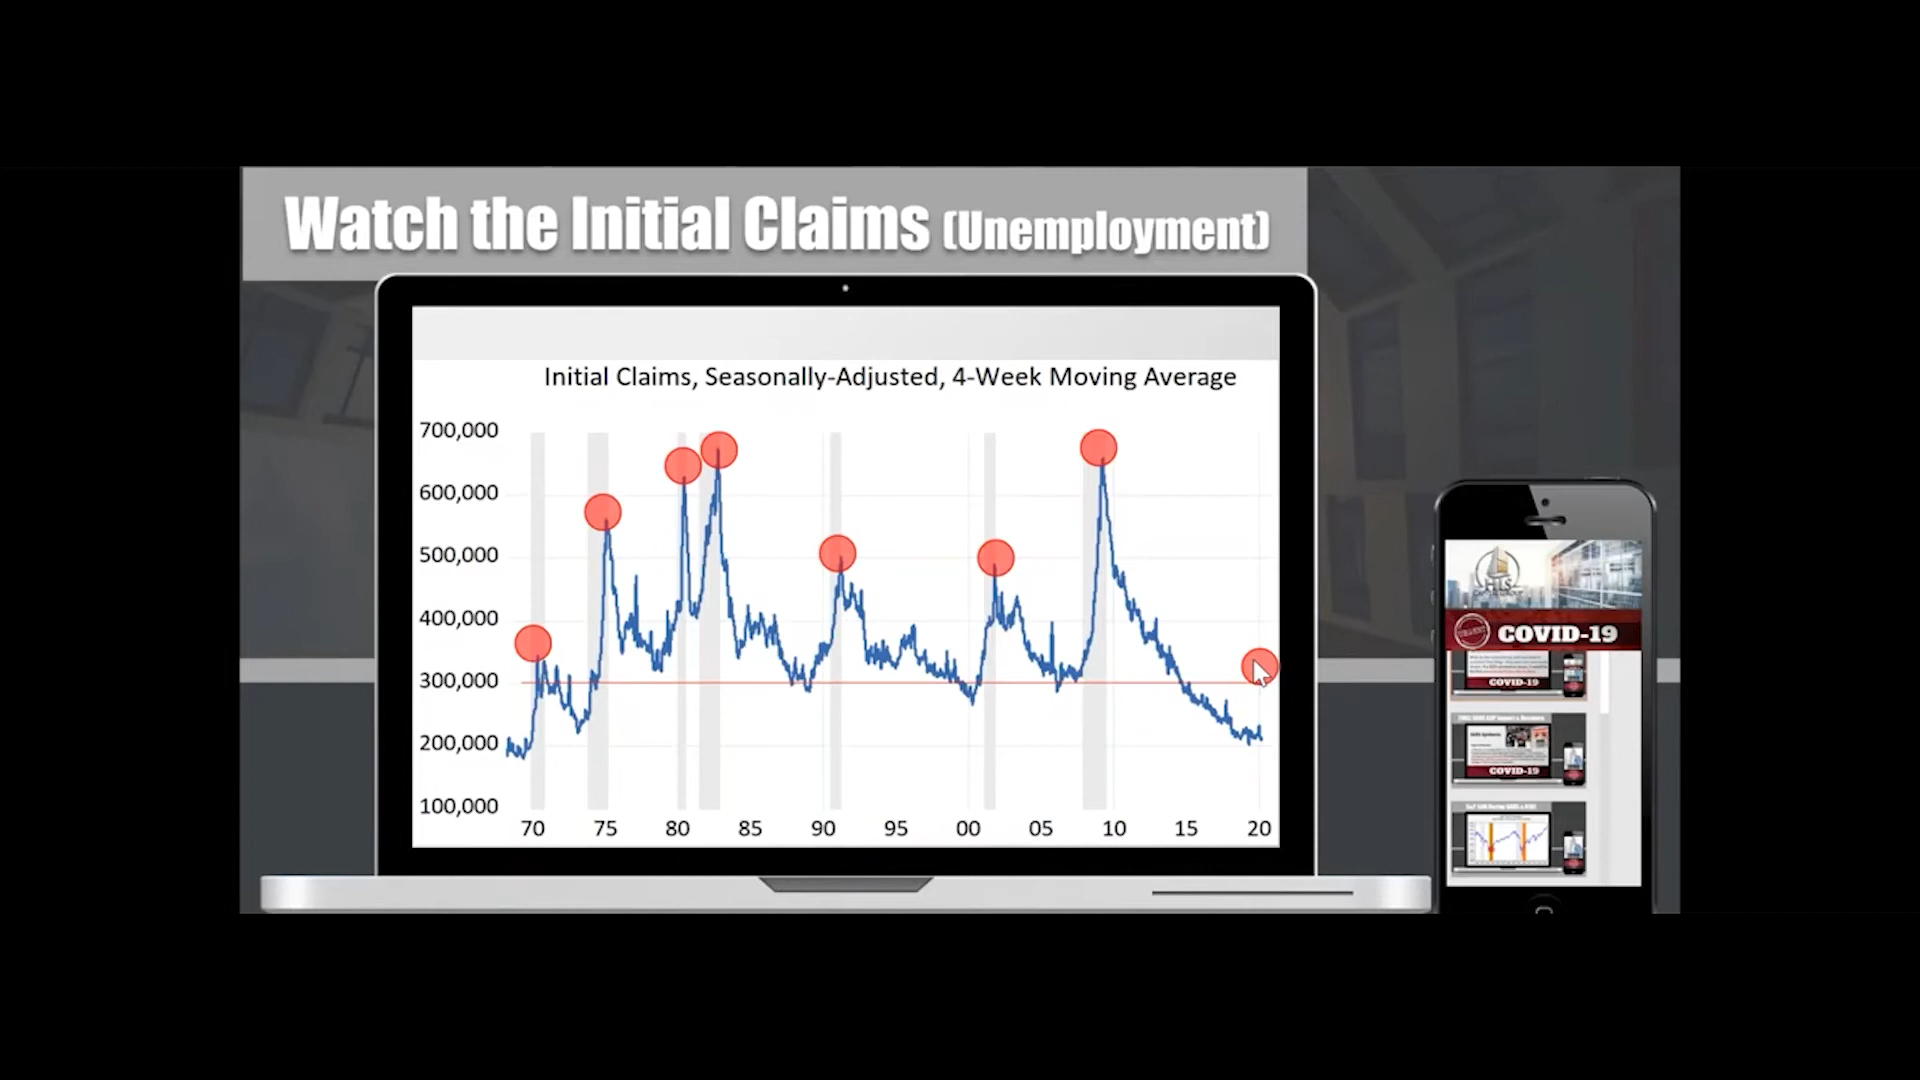 Watch the Initial Claims (Unemployment)
Initial Claims, Seasonally-Adjusted, 4-Week Moving Average
700,000
600,000
500,000
400,000
300,000
200,000
100,000
70 75 80 85 90 95 00 05 10 15 20
COVID-19
COVID-19
COVID-19